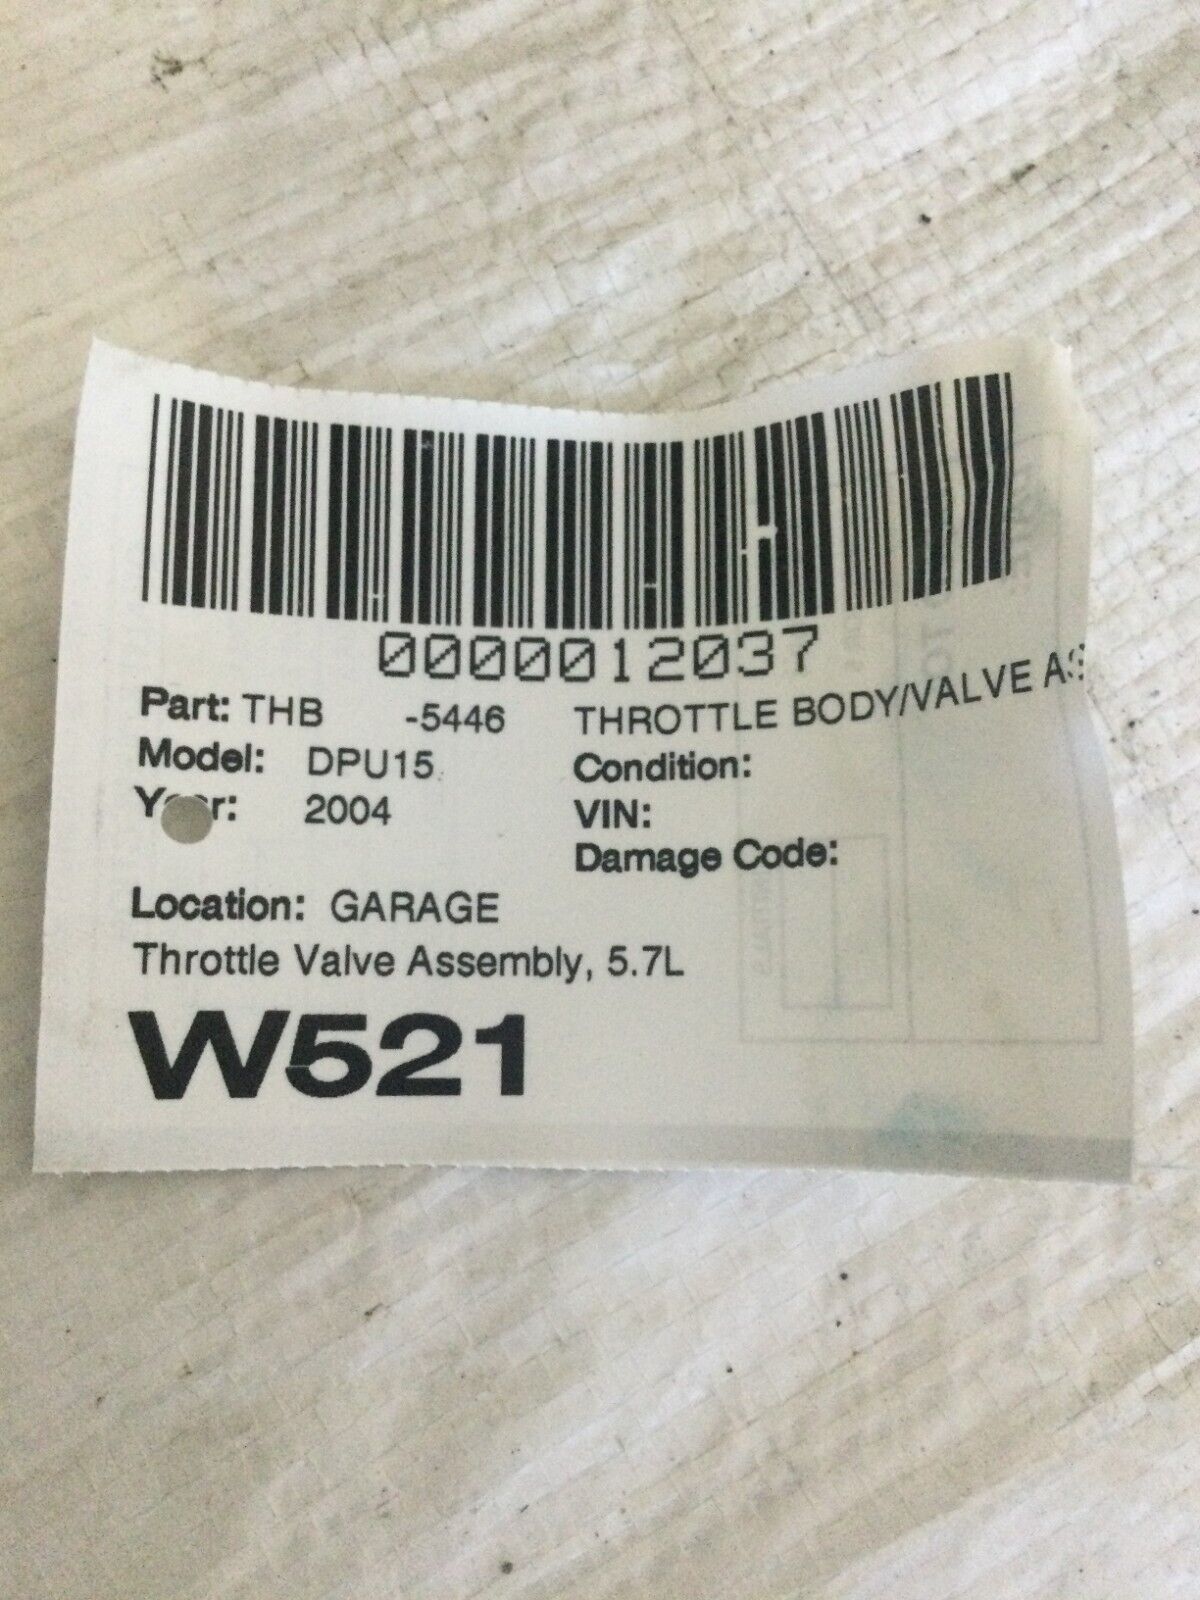 0000012037
Part: THB -5446 THROTTLE BODY/VALVE
Model: DPU15 Condition:
2004 VIN:
Damage Code:
Location: GARAGE
Throttle Valve Assembly, 5.7L
W521